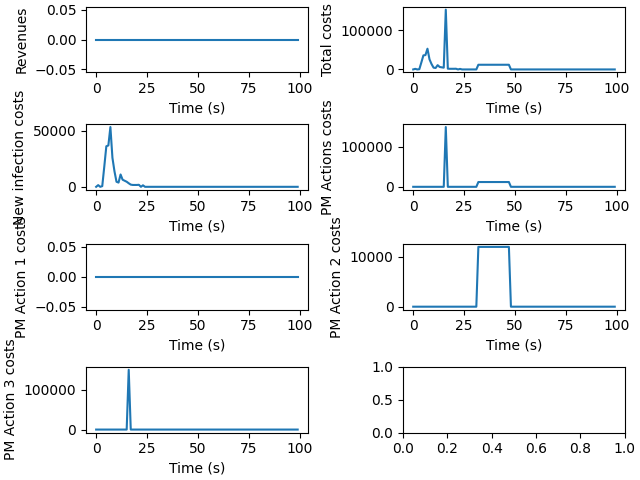 Revenues
0.05
0.00
−0.05
0 25 50 75 100
Time (s)
Total costs
100000
0
0 25 50 75 100
Time (s)
New infection costs
50000
0
0 25 50 75 100
Time (s)
PM Actions costs
100000
0
0 25 50 75 100
Time (s)
PM Action 1 costs
0.05
0.00
−0.05
0 25 50 75 100
Time (s)
PM Action 2 costs
10000
0
0 25 50 75 100
Time (s)
PM Action 3 costs
100000
0
0 25 50 75 100
Time (s)
1.0
0.5
0.0
0.0 0.2 0.4 0.6 0.8 1.0